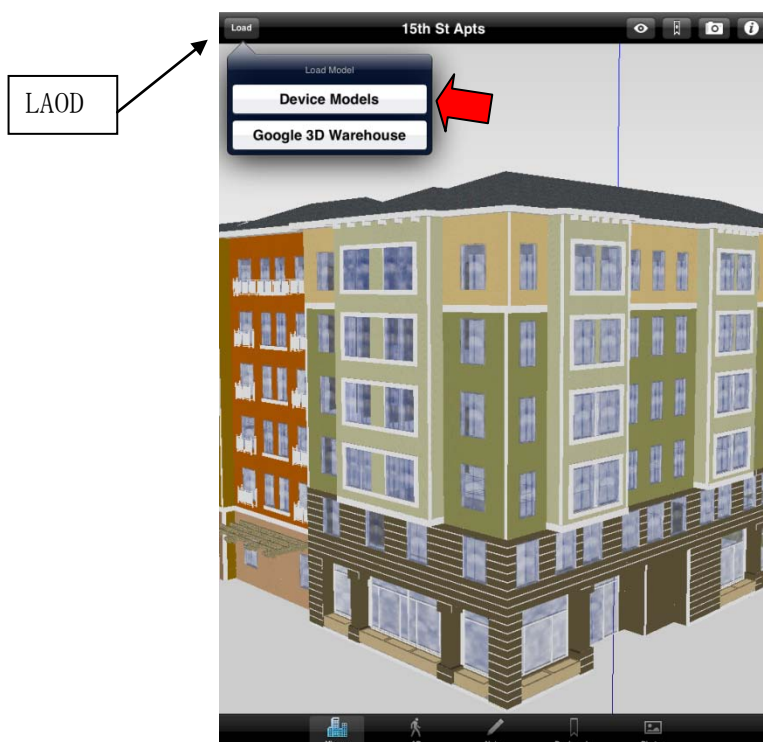 Load
15th St Apts
Load Model
LAOD
Device Models
Google 3D Warehouse